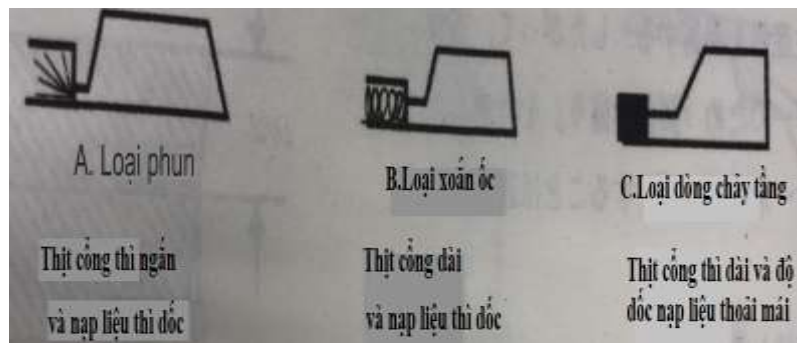 A. Loại phun
B.Loại xoắn ốc
C.Loại dòng chảy tầng
Thịt cổng thì ngắn
và nạp liệu thì dốc
Thịt cổng dài
và nạp liệu thì dốc
Thịt cổng thì dài và độ
dốc nạp liệu thoải mái